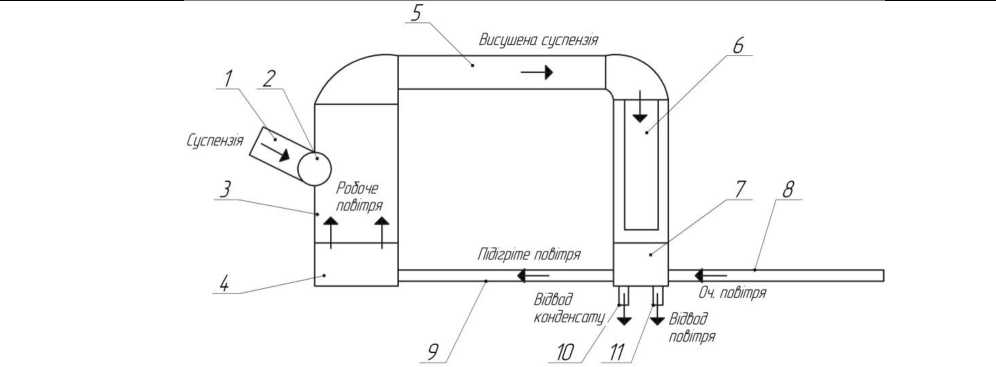 5
Висушена суспензія
6
1
2
Суспензія
3
Робоче
повітря
7
8
Підігріте повітря
4
Оч. повітря
Відвод
конденсату
Відвод
повітря
9
10
11